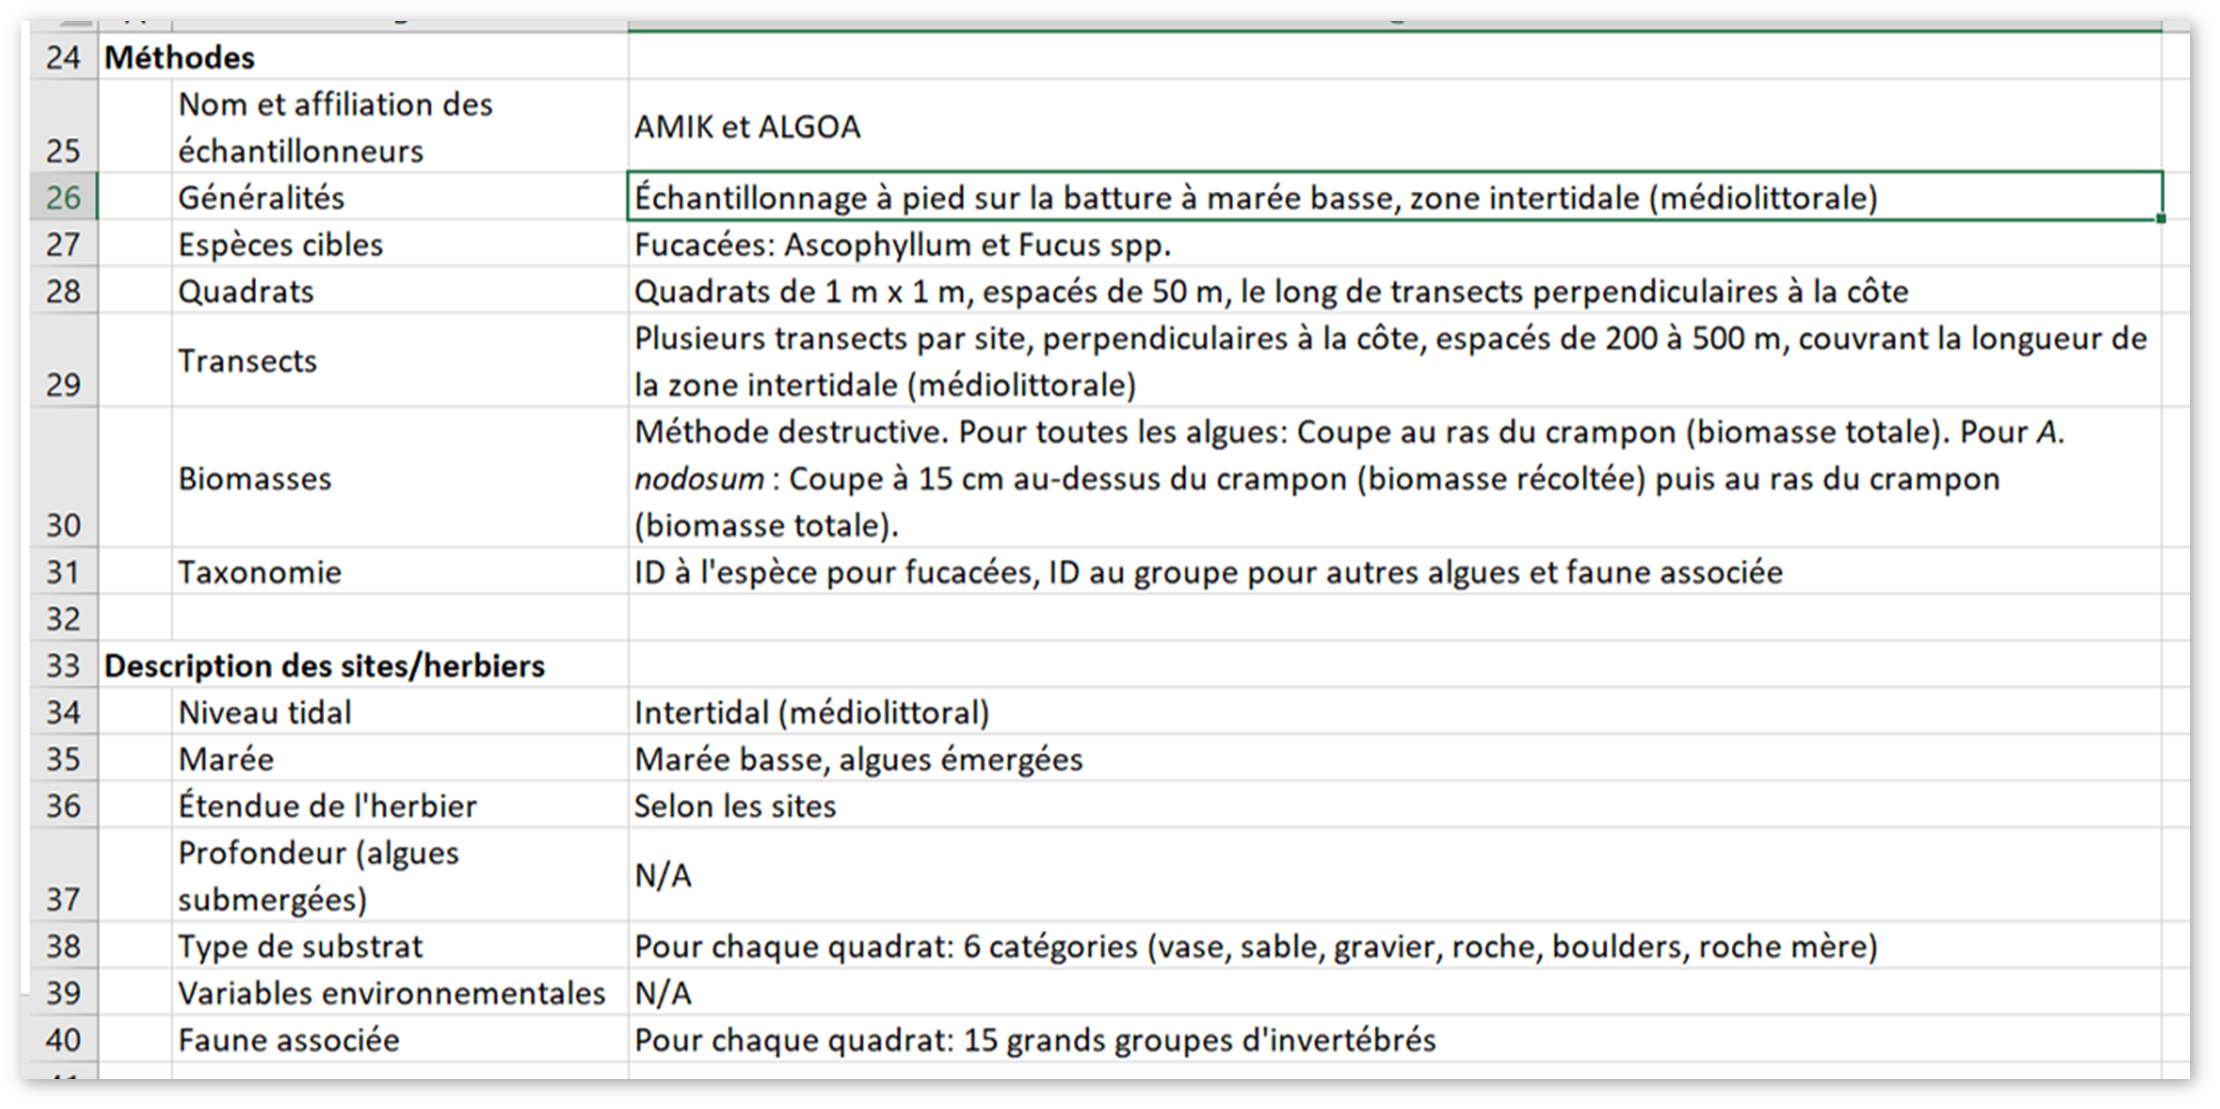 24 Méthodes
Nom et affiliation des
25 échantillonneurs AMIK et ALGOA
26 Généralités Échantillonnage à pied sur la batture à marée basse, zone intertidale (médiolittorale)
27 Espèces cibles Fucacées: Ascophyllum et Fucus spp.
28 Quadrats Quadrats de 1 m x 1 m, espacés de 50 m, le long de transects perpendiculaires à la côte
29 Transects Plusieurs transects par site, perpendiculaires à la côte, espacés de 200 à 500 m, couvrant la longueur de
la zone intertidale (médiolittorale)
30 Biomasses Méthode destructive. Pour toutes les algues: Coupe au ras du crampon (biomasse totale). Pour A.
nodosum : Coupe à 15 cm au-dessus du crampon (biomasse récoltée) puis au ras du crampon
(biomasse totale).
31 Taxonomie ID à l'espèce pour fucacées, ID au groupe pour autres algues et faune associée
32
33 Description des sites/herbiers
34 Niveau tidal Intertidal (médiolittoral)
35 Marée Marée basse, algues émergées
36 Étendue de l'herbier Selon les sites
Profondeur (algues
37 submergées) N/A
38 Type de substrat Pour chaque quadrat: 6 catégories (vase, sable, gravier, roche, boulders, roche mère)
39 Variables environnementales N/A
40 Faune associée Pour chaque quadrat: 15 grands groupes d'invertébrés